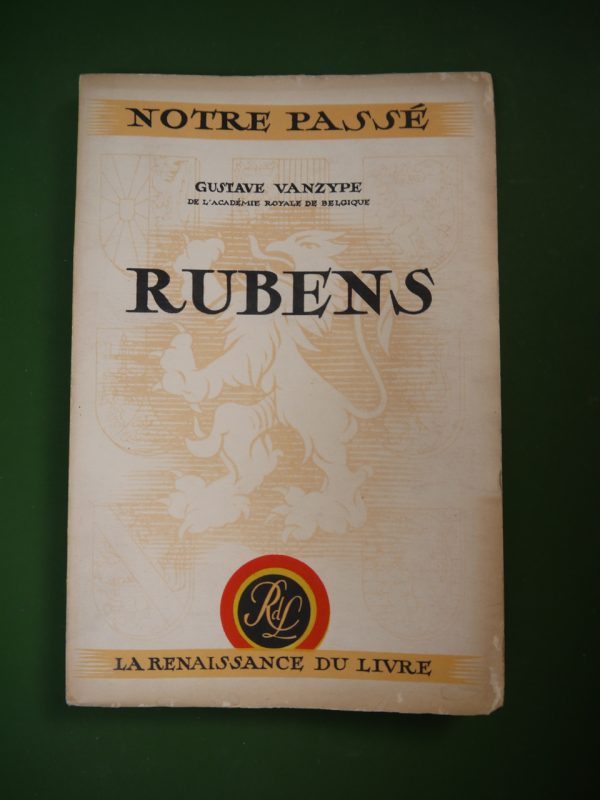 NOTRE PASSÉ
GUSTAVE VANZYPE
DE L'ACADÉMIE ROYALE DE BELGIQUE
RUBENS
RdL
LA RENAISSANCE DU LIVRE